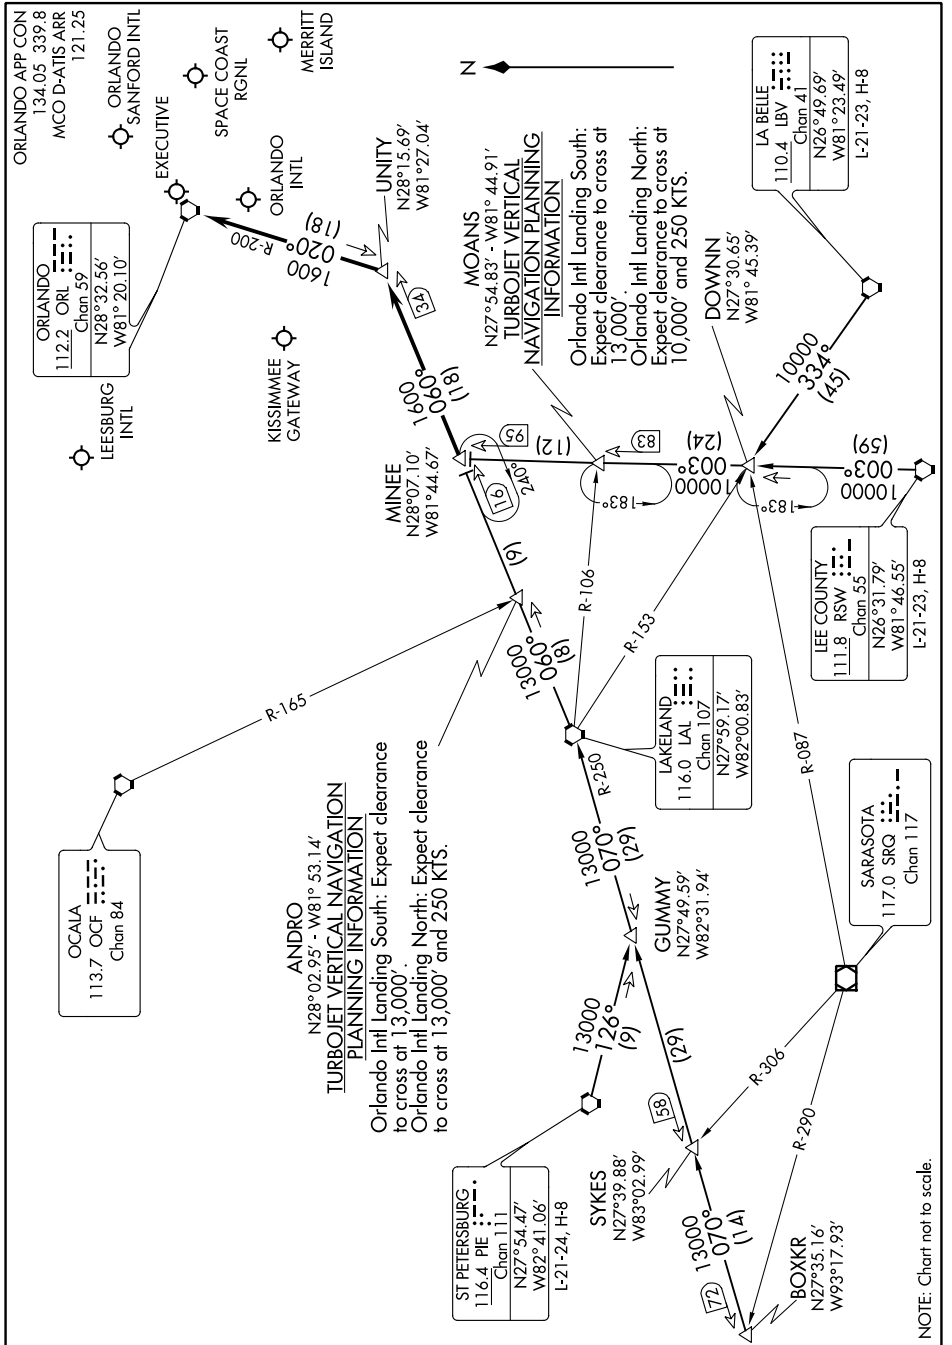 ORLANDO APP CON
134.05 339.8
MCO D-ATIS ARR
121.25
ORLANDO
SANFORD INTL
EXECUTIVE
SPACE COAST
RGNL
MERRITT
ISLAND
ORLANDO
INTL
ORLANDO
112.2 ORL
Chan 59
N28°32.56′
W81°20.10′
LEESBURG
INTL
KISSIMMEE
GATEWAY
R-200
1600
020°
(18)
UNITY
N28°15.69′
W81°27.04′
34
1600
060°
(18)
MINEE
N28°07.10′
W81°44.67′
95
16
240°
(12)
(9)
MOANS
N27°54.83′ - W81° 44.91′
TURBOJET VERTICAL
NAVIGATION PLANNING
INFORMATION
Orlando Intl Landing South:
Expect clearance to cross at
13,000′.
Orlando Intl Landing North:
Expect clearance to cross at
10,000′ and 250 KTS.
83
183°
10000
003°
(24)
DOWNN
N27°30.65′
W81° 45.39′
183°
10000
003°
(59)
10000
334°
(45)
LA BELLE
110.4 LBV
Chan 41
N26°49.69′
W81°23.49′
L-21-23, H-8
LEE COUNTY
111.8 RSW
Chan 55
N26°31.79′
W81°46.55′
L-21-23, H-8
R-106
R-153
R-087
R-165
OCALA
113.7 OCF
Chan 84
ANDRO
N28°02.95′ - W81° 53.14′
TURBOJET VERTICAL NAVIGATION
PLANNING INFORMATION
Orlando Intl Landing South: Expect clearance
to cross at 13,000′.
Orlando Intl Landing North: Expect clearance
to cross at 13,000′ and 250 KTS.
13000
060°
(8)
LAKELAND
116.0 LAL
Chan 107
N27°59.17′
W82°00.83′
R-250
13000
070°
(29)
GUMMY
N27°49.59′
W82°31.94′
13000
126°
(9)
ST PETERSBURG
116.4 PIE
Chan 111
N27°54.47′
W82°41.06′
L-21-24, H-8
(29)
58
SYKES
N27°39.88′
W83°02.99′
SARASOTA
117.0 SRQ
Chan 117
R-306
R-290
13000
070°
(14)
72
BOXKR
N27°35.16′
W93°17.93′
NOTE: Chart not to scale.
N